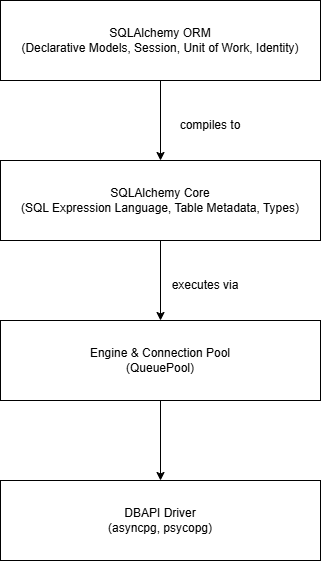 SQLAlchemy ORM
(Declarative Models, Session, Unit of Work, Identity)
compiles to
SQLAlchemy Core
(SQL Expression Language, Table Metadata, Types)
executes via
Engine & Connection Pool
(QueuePool)
DBAPI Driver
(asyncpg, psycopg)